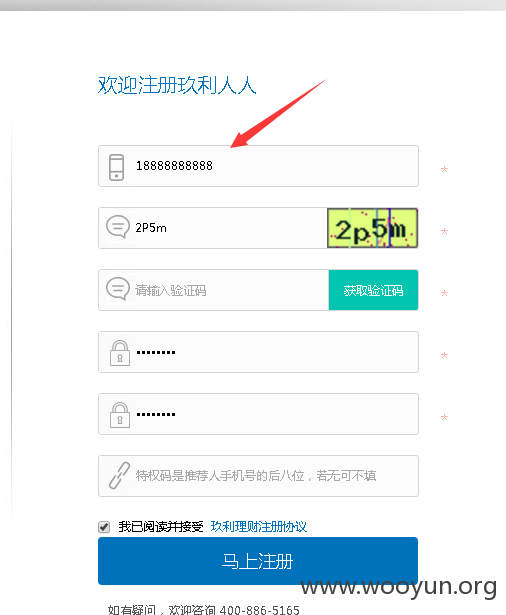 欢迎注册玖利人人
18888888888
*
2P5m
2p5m
*
请输入验证码
获取验证码
*
••••••••
*
••••••••
*
特权码是推荐人手机号的后八位，若无可不填
我已阅读并接受 玖利理财注册协议
马上注册
www.wooyun.org
如有疑问，欢迎咨询 400-886-5165